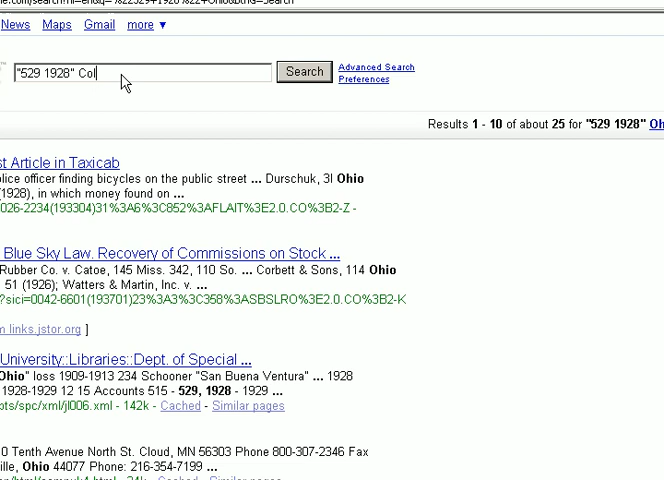 News Maps Gmail more ▼
"529 1928" Col Search Advanced Search
Preferences
Results 1 - 10 of about 25 for "529 1928" Oh
st Article in Taxicab
olice officer finding bicycles on the public street ... Durschuk, 3l Ohio
(1928), in which money found on ...
026-2234(193304)31%3A6%3C852%3AFLAIT%3E2.0.CO%3B2-Z -
Blue Sky Law. Recovery of Commissions on Stock ...
Rubber Co. v. Catoe, 145 Miss. 342, 110 So. ... Corbett & Sons, 114 Ohio
51 (1926); Watters & Martin, Inc. v. ...
?sici=0042-6601(193701)23%3A3%3C358%3ASBSLRO%3E2.0.CO%3B2-K
m links.jstor.org ]
University::Libraries::Dept. of Special ...
Ohio" loss 1909-1913 234 Schooner "San Buena Ventura" ... 1928
1928-1929 12 15 Accounts 515 - 529, 1928 - 1929 ...
pts/spc/xml/jl006.xml - 142k - Cached - Similar pages
0 Tenth Avenue North St. Cloud, MN 56303 Phone 800-307-2346 Fax
ville, Ohio 44077 Phone: 216-354-7199 ...